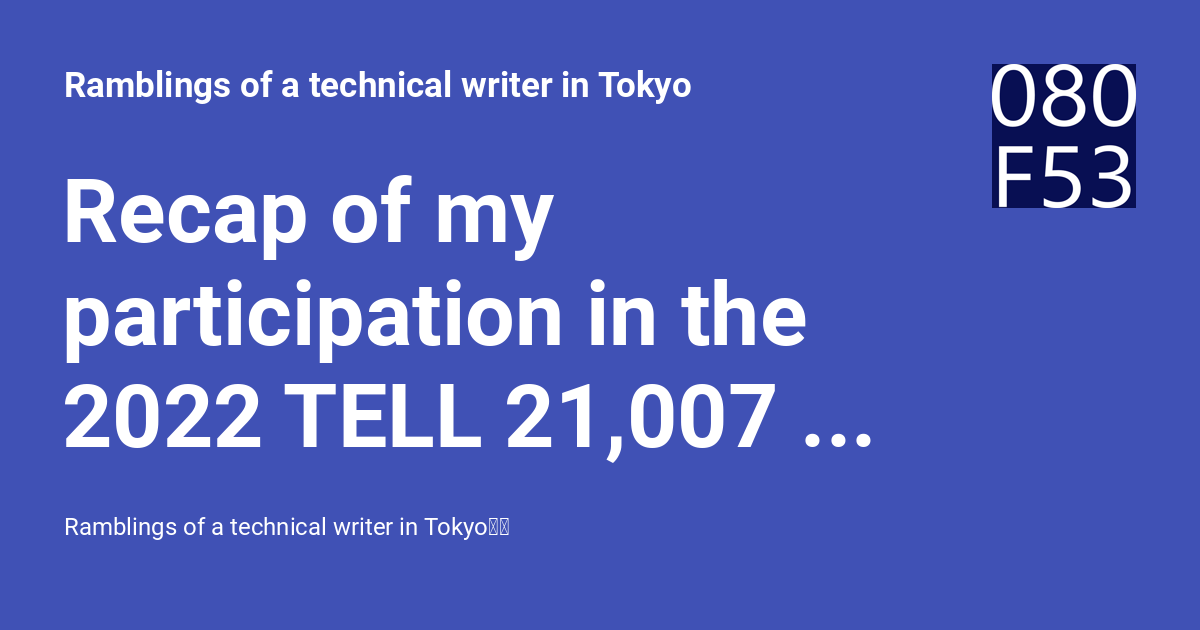 Ramblings of a technical writer in Tokyo
080
F53
Recap of my
participation in the
2022 TELL 21,007 ...
Ramblings of a technical writer in Tokyo